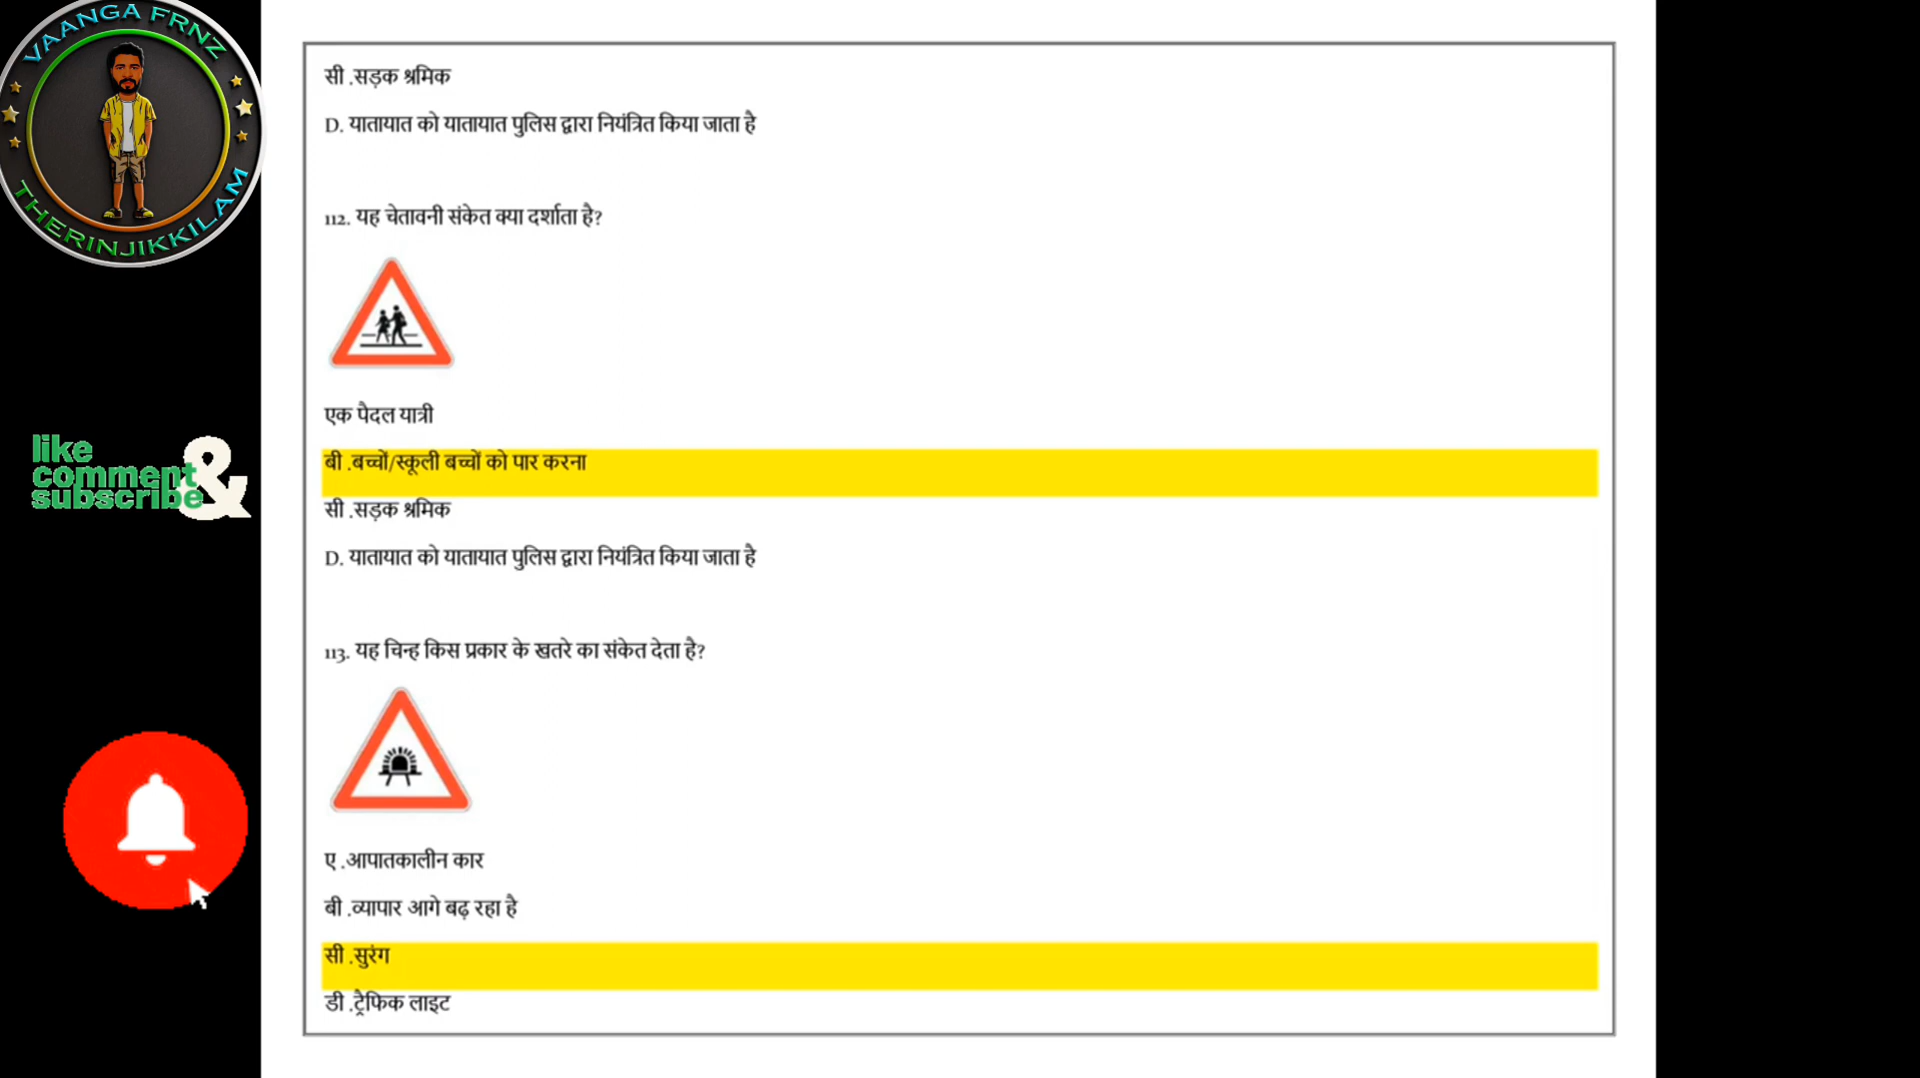 VAANGA FRNZ
THERINJIKKILAM
सी .सड़क श्रमिक
D. यातायात को यातायात पुलिस द्वारा नियंत्रित किया जाता है
112. यह चेतावनी संकेत क्या दर्शाता है?
एक पैदल यात्री
बी .बच्चों/स्कूली बच्चों को पार करना
सी .सड़क श्रमिक
D. यातायात को यातायात पुलिस द्वारा नियंत्रित किया जाता है
113. यह चिन्ह किस प्रकार के खतरे का संकेत देता है?
ए .आपातकालीन कार
बी .व्यापार आगे बढ़ रहा है
सी .सुरंग
डी .ट्रैफिक लाइट
like
comment &
subscribe